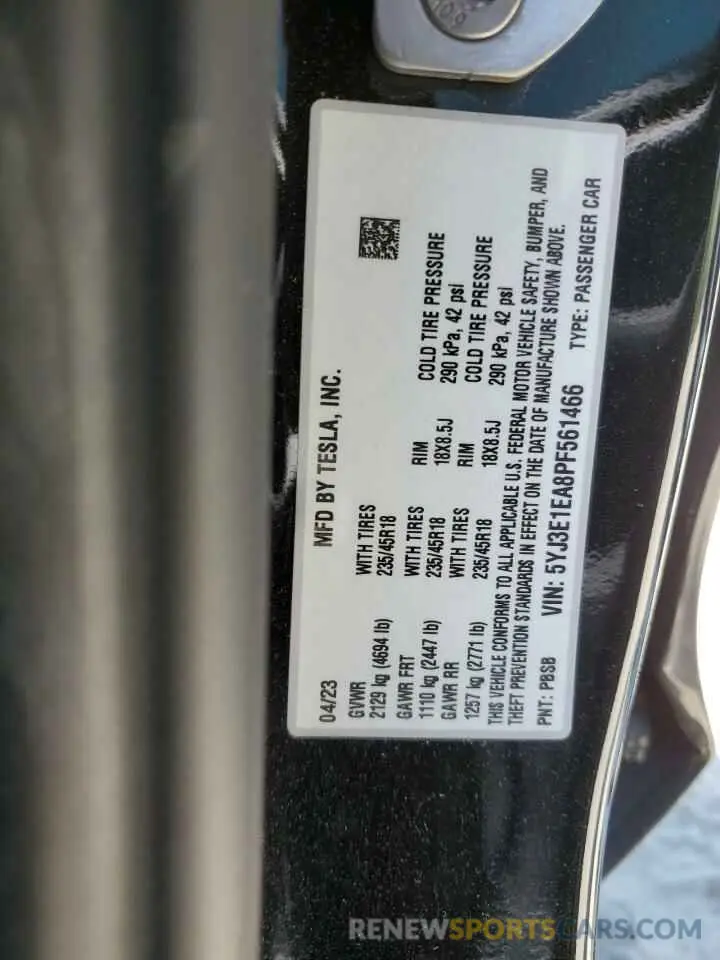 04/23 MFD BY TESLA, INC.
GVWR WITH TIRES
2129 kg (4694 lb) 235/45R18
GAWR FRT WITH TIRES RIM COLD TIRE PRESSURE
1110 kg (2447 lb) 235/45R18 18X8.5J 290 kPa, 42 psi
GAWR RR WITH TIRES RIM COLD TIRE PRESSURE
1257 kg (2771 lb) 235/45R18 18X8.5J 290 kPa, 42 psi
THIS VEHICLE CONFORMS TO ALL APPLICABLE U.S. FEDERAL MOTOR VEHICLE SAFETY, BUMPER, AND
THEFT PREVENTION STANDARDS IN EFFECT ON THE DATE OF MANUFACTURE SHOWN ABOVE.
PNT: PBSB VIN: 5YJ3E1EA8PF561466 TYPE: PASSENGER CAR
RENEWSPORTSCARS.COM